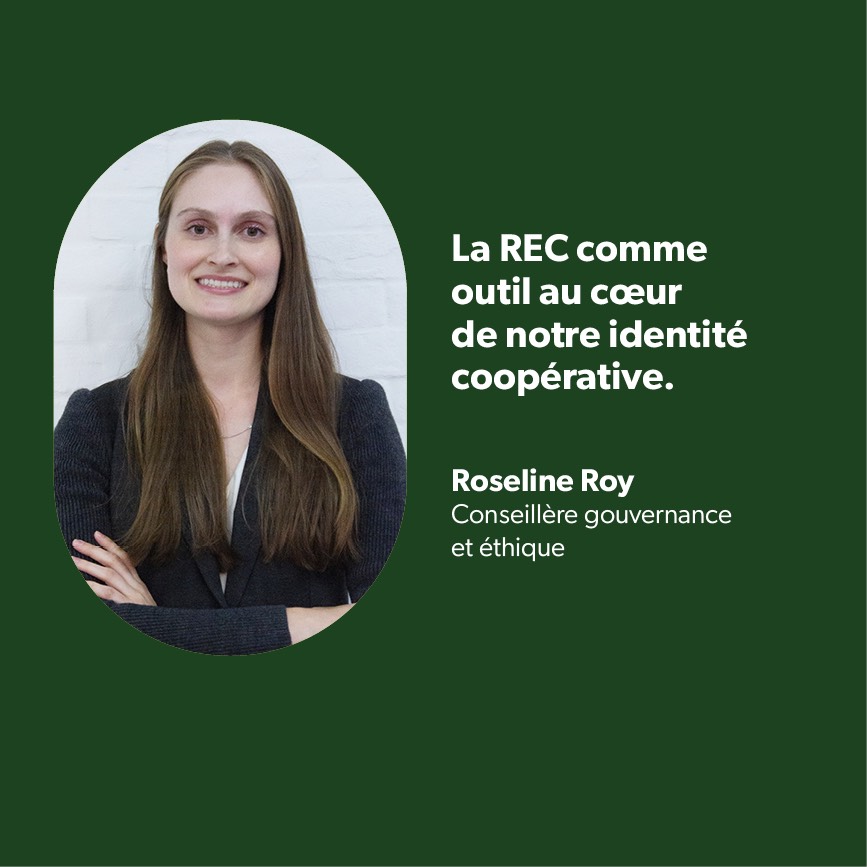 La REC comme
outil au cœur
de notre identité
coopérative.
Roseline Roy
Conseillère gouvernance
et éthique